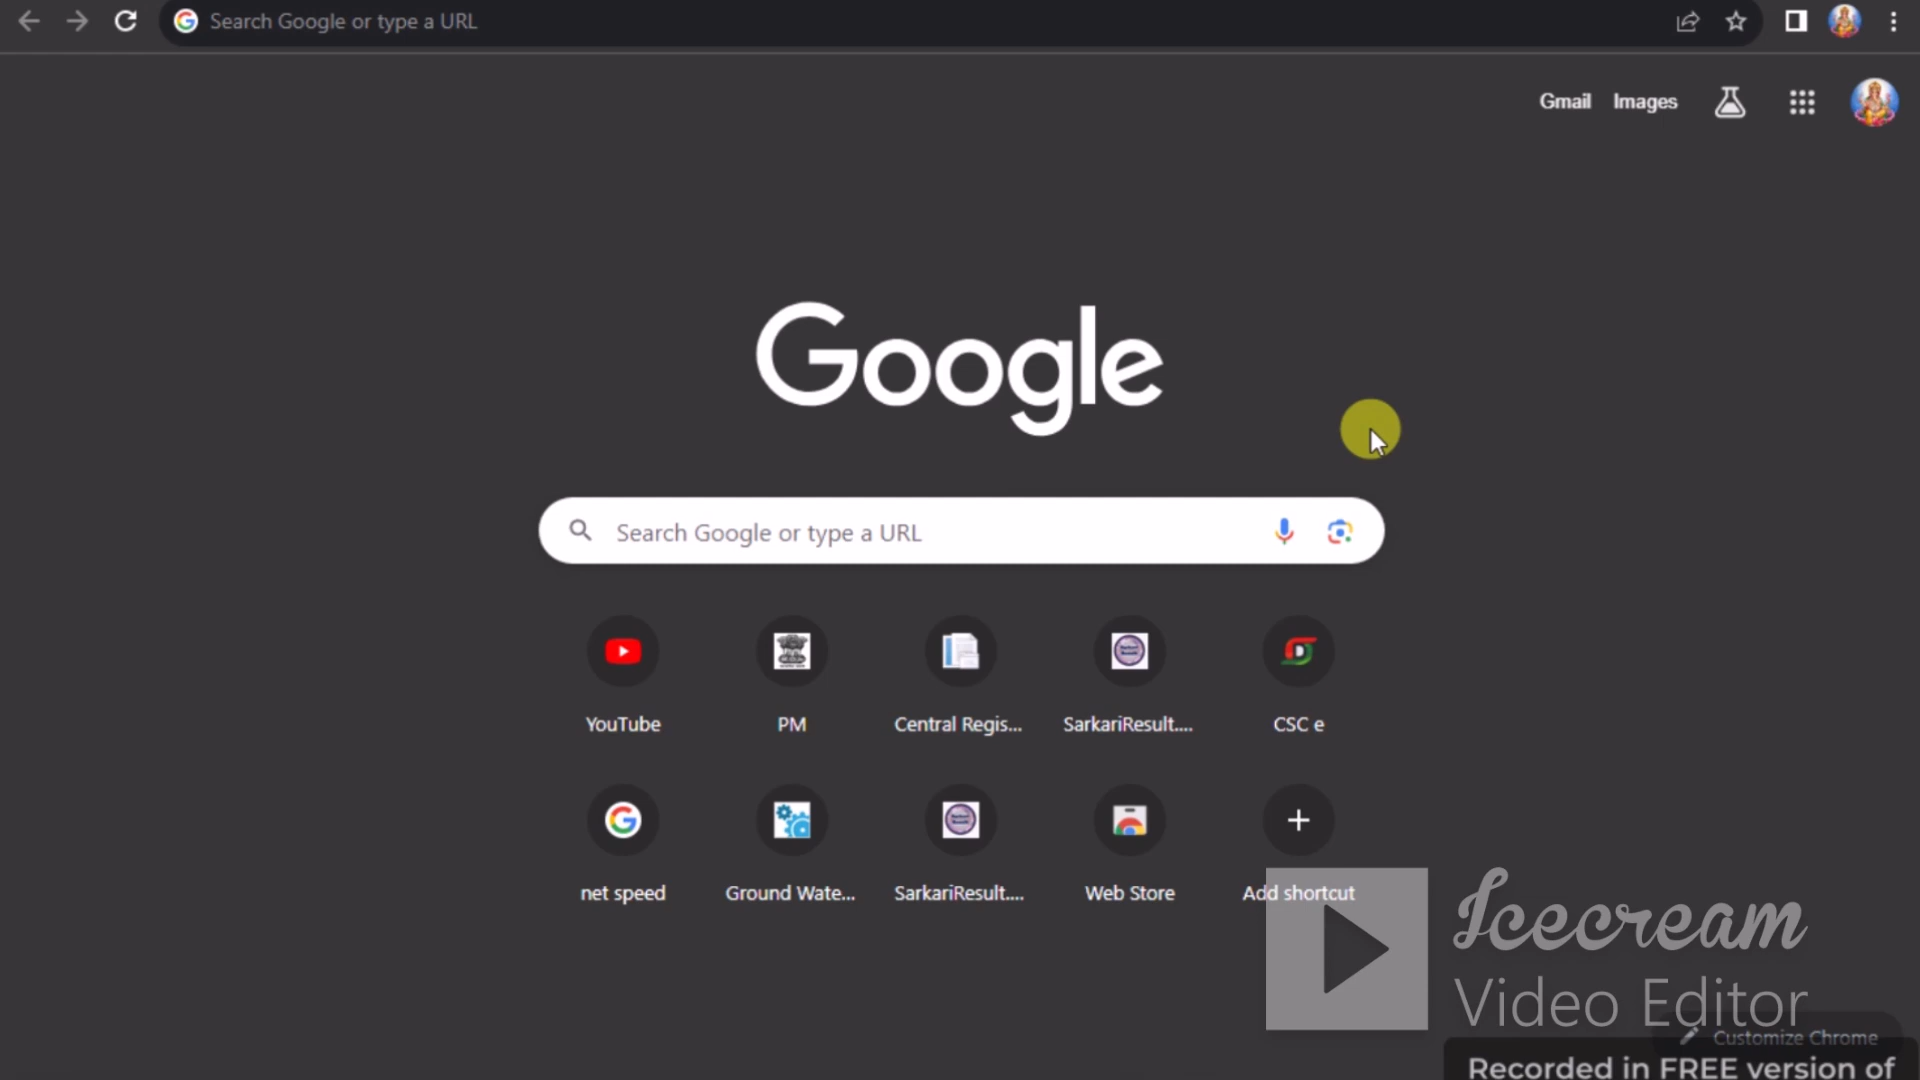 Search Google or type a URL
Gmail Images
Google
Search Google or type a URL
YouTube PM Central Regis... SarkariResult.... CSC e
net speed Ground Wate... SarkariResult.... Web Store Add shortcut
Icecream
Video Editor
Customize Chrome
Recorded in FREE version of